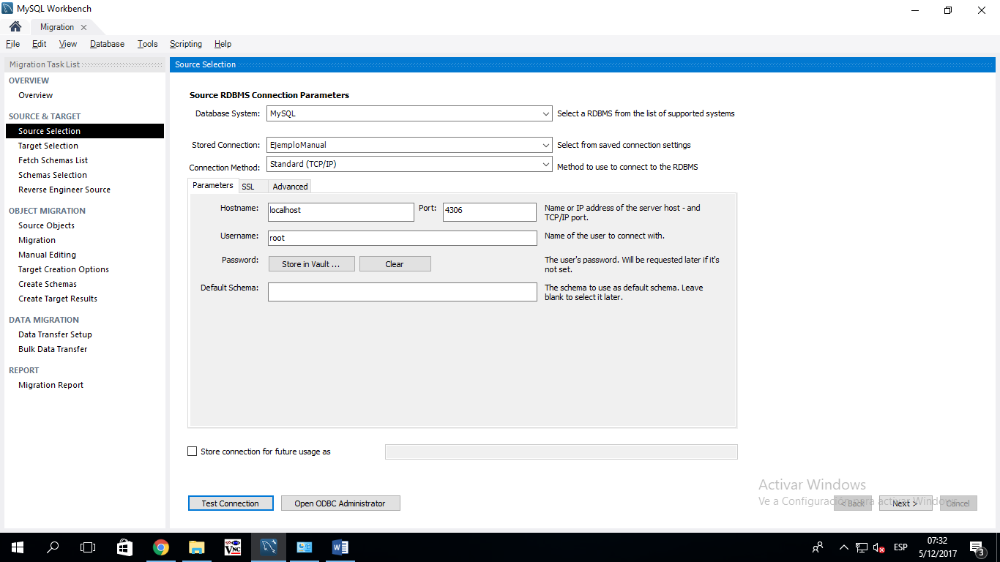 MySQL Workbench
Migration
File Edit View Database Tools Scripting Help
Migration Task List
OVERVIEW
Overview
SOURCE & TARGET
Source Selection
Target Selection
Fetch Schemas List
Schemas Selection
Reverse Engineer Source
OBJECT MIGRATION
Source Objects
Migration
Manual Editing
Target Creation Options
Create Schemas
Create Target Results
DATA MIGRATION
Data Transfer Setup
Bulk Data Transfer
REPORT
Migration Report
Source Selection
Source RDBMS Connection Parameters
Database System: MySQL Select a RDBMS from the list of supported systems
Stored Connection: EjemploManual Select from saved connection settings
Connection Method: Standard (TCP/IP) Method to use to connect to the RDBMS
Parameters SSL Advanced
Hostname: localhost Port: 4306 Name or IP address of the server host - and
TCP/IP port.
Username: root Name of the user to connect with.
Password: Store in Vault ... Clear The user's password. Will be requested later if it's
not set.
Default Schema: The schema to use as default schema. Leave
blank to select it later.
Store connection for future usage as
Test Connection Open ODBC Administrator < Back Next > Cancel
Activar Windows
Ve a Configuración para activar Windows.
VNC
ESP
07:32
5/12/2017
3